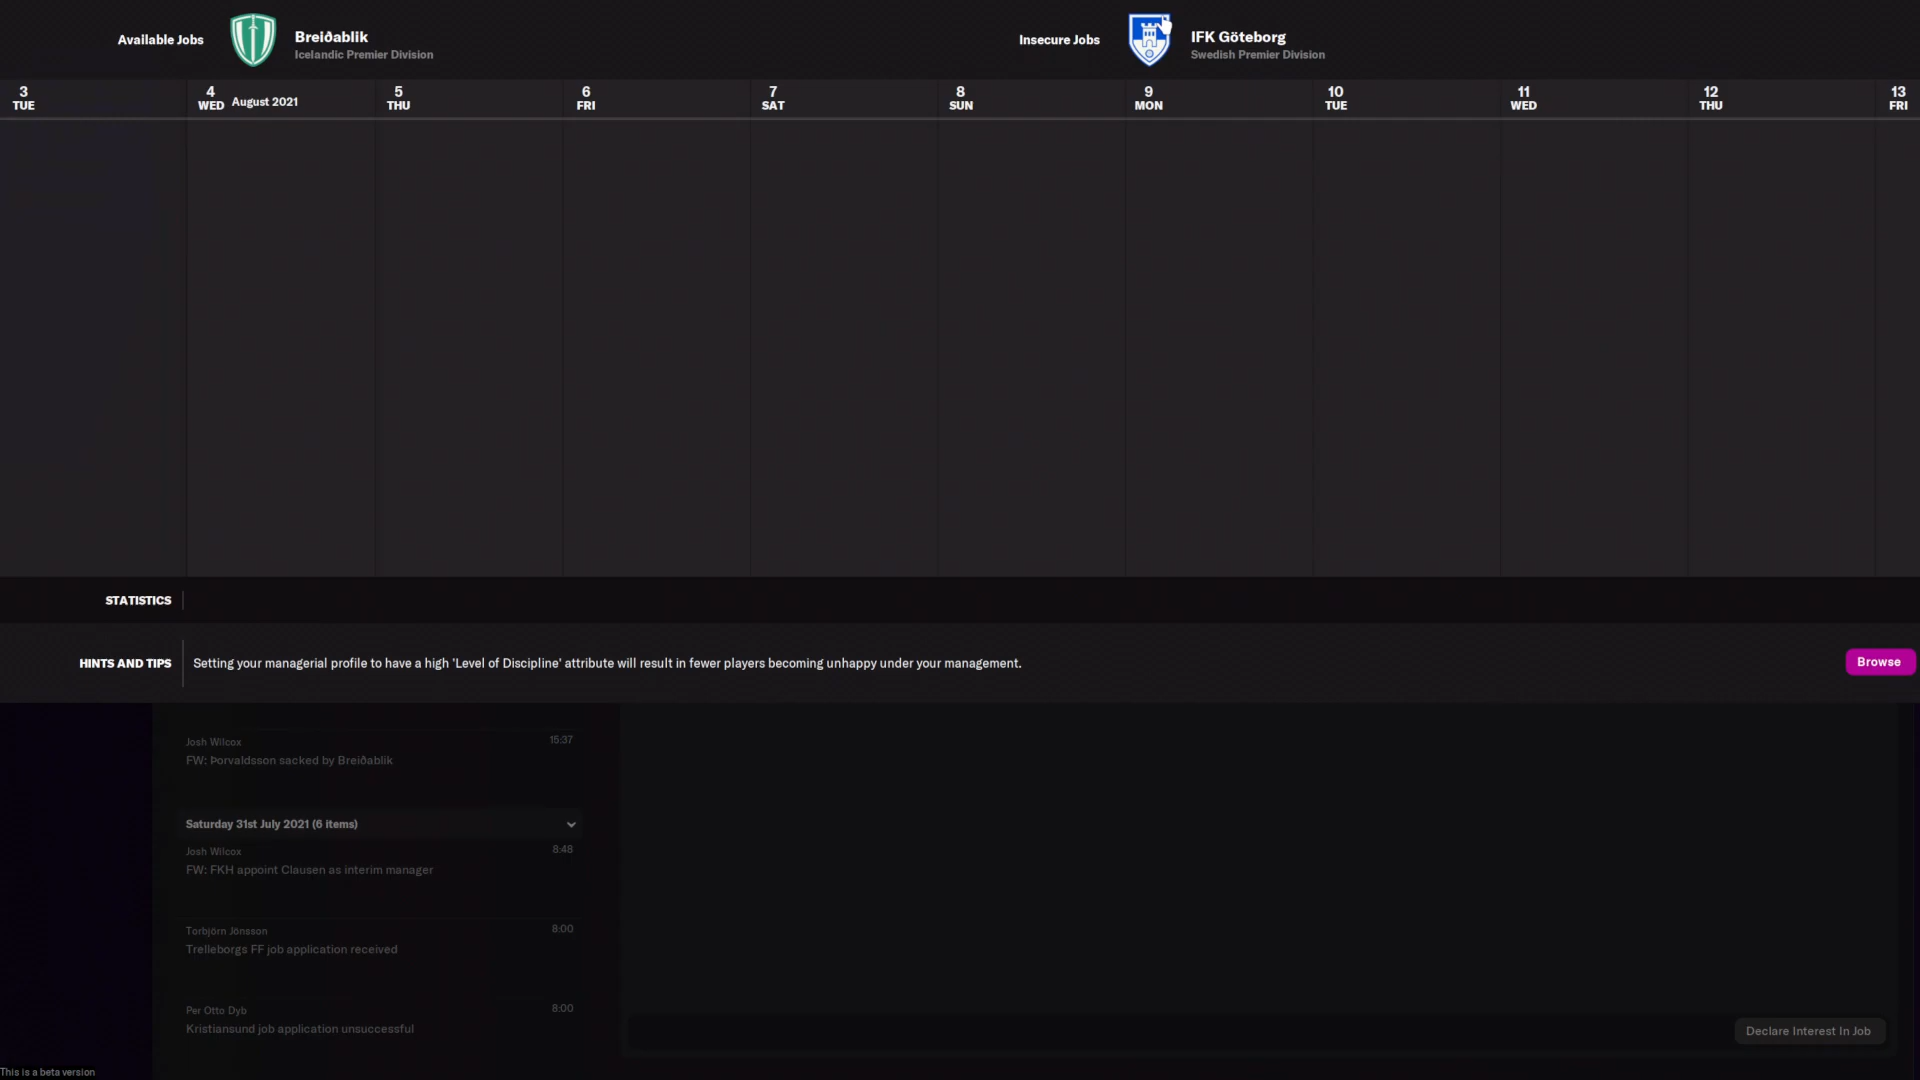 Available Jobs
Breiðablik
Icelandic Premier Division
Insecure Jobs
IFK Göteborg
Swedish Premier Division
3 TUE
4 WED August 2021
5 THU
6 FRI
7 SAT
8 SUN
9 MON
10 TUE
11 WED
12 THU
13 FRI
STATISTICS
HINTS AND TIPS
Setting your managerial profile to have a high 'Level of Discipline' attribute will result in fewer players becoming unhappy under your management.
Browse
Josh Wilcox 15:37
FW: Þorvaldsson sacked by Breiðablik
Saturday 31st July 2021 (6 items)
Josh Wilcox 8:48
FW: FKH appoint Clausen as interim manager
Torbjörn Jönsson 8:00
Trelleborgs FF job application received
Per Otto Dyb 8:00
Kristiansund job application unsuccessful
Declare Interest In Job
This is a beta version